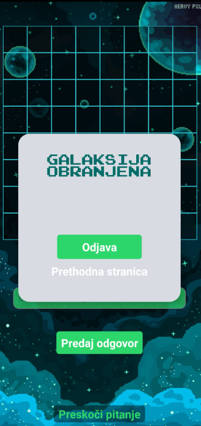 GALAKSIJA
OBRANJENA
Odjava
Prethodna stranica
Predaj odgovor
Preskoči pitanje